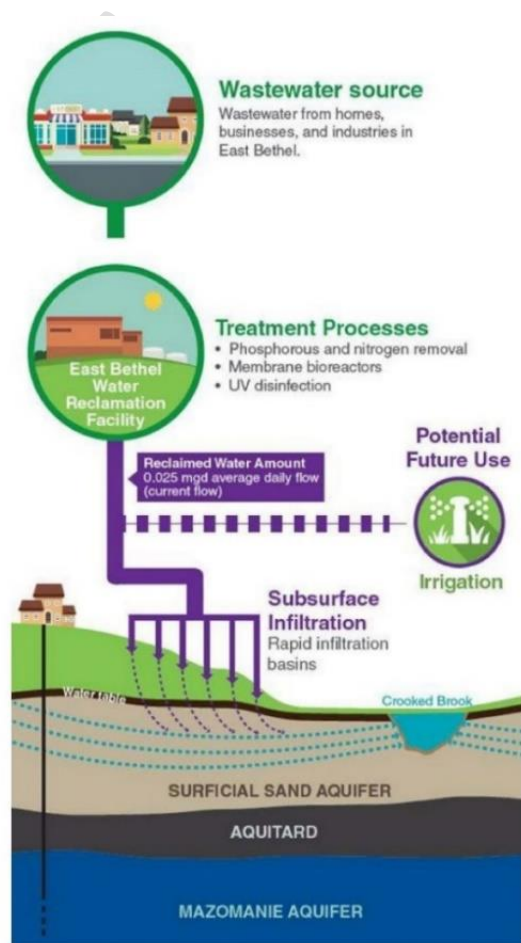 Wastewater source
Wastewater from homes,
businesses, and industries in
East Bethel.
Treatment Processes
• Phosphorous and nitrogen removal
• Membrane bioreactors
• UV disinfection
East Bethel
Water
Reclamation
Facility
Reclaimed Water Amount
0.025 mgd average daily flow
(current flow)
Potential
Future Use
Irrigation
Subsurface
Infiltration
Rapid infiltration
basins
Water table
Crooked Brook
SURFICIAL SAND AQUIFER
AQUITARD
MAZOMANIE AQUIFER